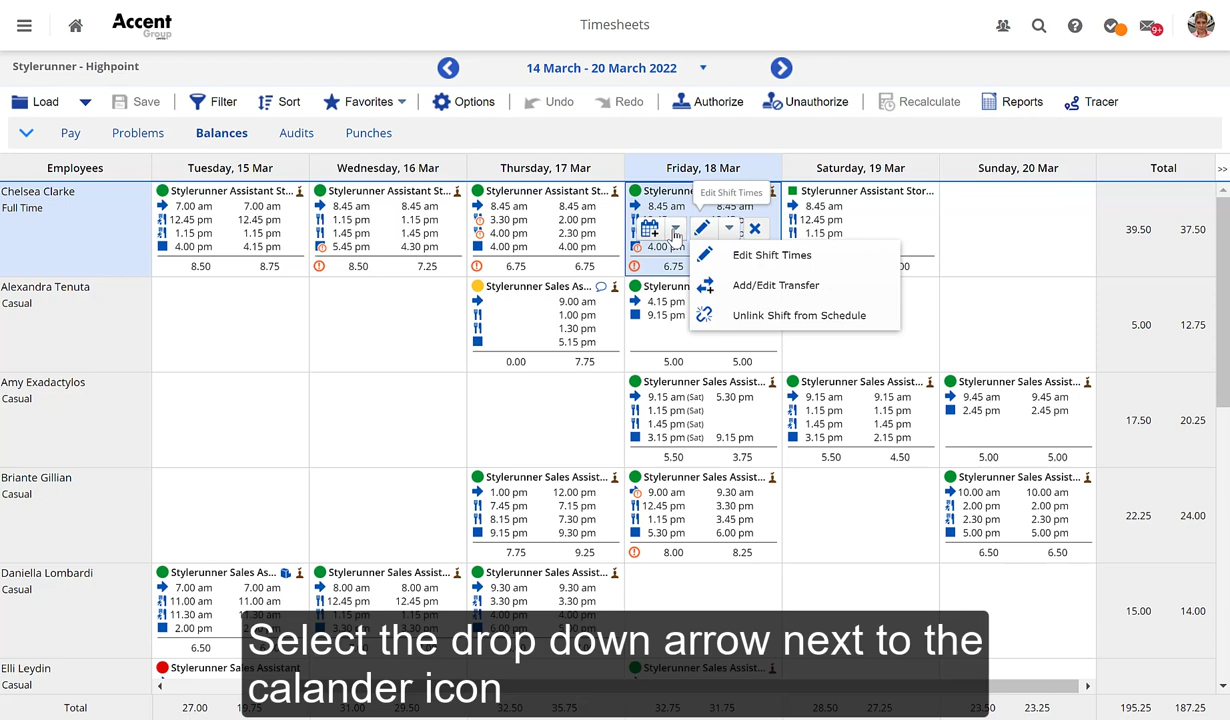 Accent
Group
LIMITED
Timesheets
9+
Stylerunner - Highpoint
14 March - 20 March 2022
Load Save Filter Sort Favorites Options Undo Redo Authorize Unauthorize Recalculate Reports Tracer
Pay Problems Balances Audits Punches
Employees Tuesday, 15 Mar Wednesday, 16 Mar Thursday, 17 Mar Friday, 18 Mar Saturday, 19 Mar Sunday, 20 Mar Total >>
Chelsea Clarke
Full Time
Stylerunner Assistant St...
7.00 am 7.00 am
12.45 pm 12.45 pm
1.15 pm 1.15 pm
4.00 pm 4.15 pm
8.50 8.75
Stylerunner Assistant St...
8.45 am 8.45 am
1.15 pm 1.15 pm
1.45 pm 1.45 pm
5.45 pm 4.30 pm
8.50 7.25
Stylerunner Assistant St...
8.45 am 8.45 am
3.30 pm 2.00 pm
4.00 pm 2.30 pm
4.00 pm 4.00 pm
6.75 6.75
Stylerunn
Edit Shift Times
8.45 am 8.45 am
4.00 p
6.75
Edit Shift Times
Add/Edit Transfer
Unlink Shift from Schedule
Stylerunner Assistant Stor...
8.45 am
12.45 pm
1.15 pm
00
39.50 37.50
Alexandra Tenuta
Casual
Stylerunner Sales As...
9.00 am
1.00 pm
1.30 pm
5.15 pm
0.00 7.75
Stylerunn
4.15 pm
9.15 pm
5.00 5.00
5.00 12.75
Amy Exadactylos
Casual
Stylerunner Sales Assist...
9.15 am (Sat) 5.30 pm
1.15 pm (Sat)
1.45 pm (Sat)
3.15 pm (Sat) 9.15 pm
5.50 3.75
Stylerunner Sales Assist...
9.15 am 9.15 am
1.15 pm 1.15 pm
1.45 pm 1.45 pm
3.15 pm 2.15 pm
5.50 4.50
Stylerunner Sales Assist...
9.45 am 9.45 am
2.45 pm 2.45 pm
5.00 5.00
17.50 20.25
Briante Gillian
Casual
Stylerunner Sales Assist...
1.00 pm 12.00 pm
7.45 pm 7.15 pm
8.15 pm 7.30 pm
9.15 pm 9.30 pm
7.75 9.25
Stylerunner Sales Assist...
9.00 am 9.30 am
12.45 pm 3.30 pm
1.15 pm 3.45 pm
5.30 pm 6.00 pm
8.00 8.25
Stylerunner Sales Assist...
10.00 am 10.00 am
2.00 pm 2.00 pm
2.30 pm 2.30 pm
5.00 pm 5.00 pm
6.50 6.50
22.25 24.00
Daniella Lombardi
Casual
Stylerunner Sales As...
7.00 am 7.00 am
11.00 am 11.00 am
11.30 am 11.30 am
2.00 pm
6.50
Stylerunner Sales Assist...
8.00 am 8.00 am
12.45 pm 12.45 pm
Stylerunner Sales Assist...
9.30 am 9.30 am
3.30 pm 3.30 pm
4.00 pm 4.00 pm
15.00 14.00
Elli Leydin
Casual
Stylerunner Assistant
Stylerunner Sales Assist...
Total 27.00 19.50 31.00 29.50 32.50 35.75 32.75 31.75 28.50 27.25 23.50 23.25 195.25 187.25
Select the drop down arrow next to the
calander icon